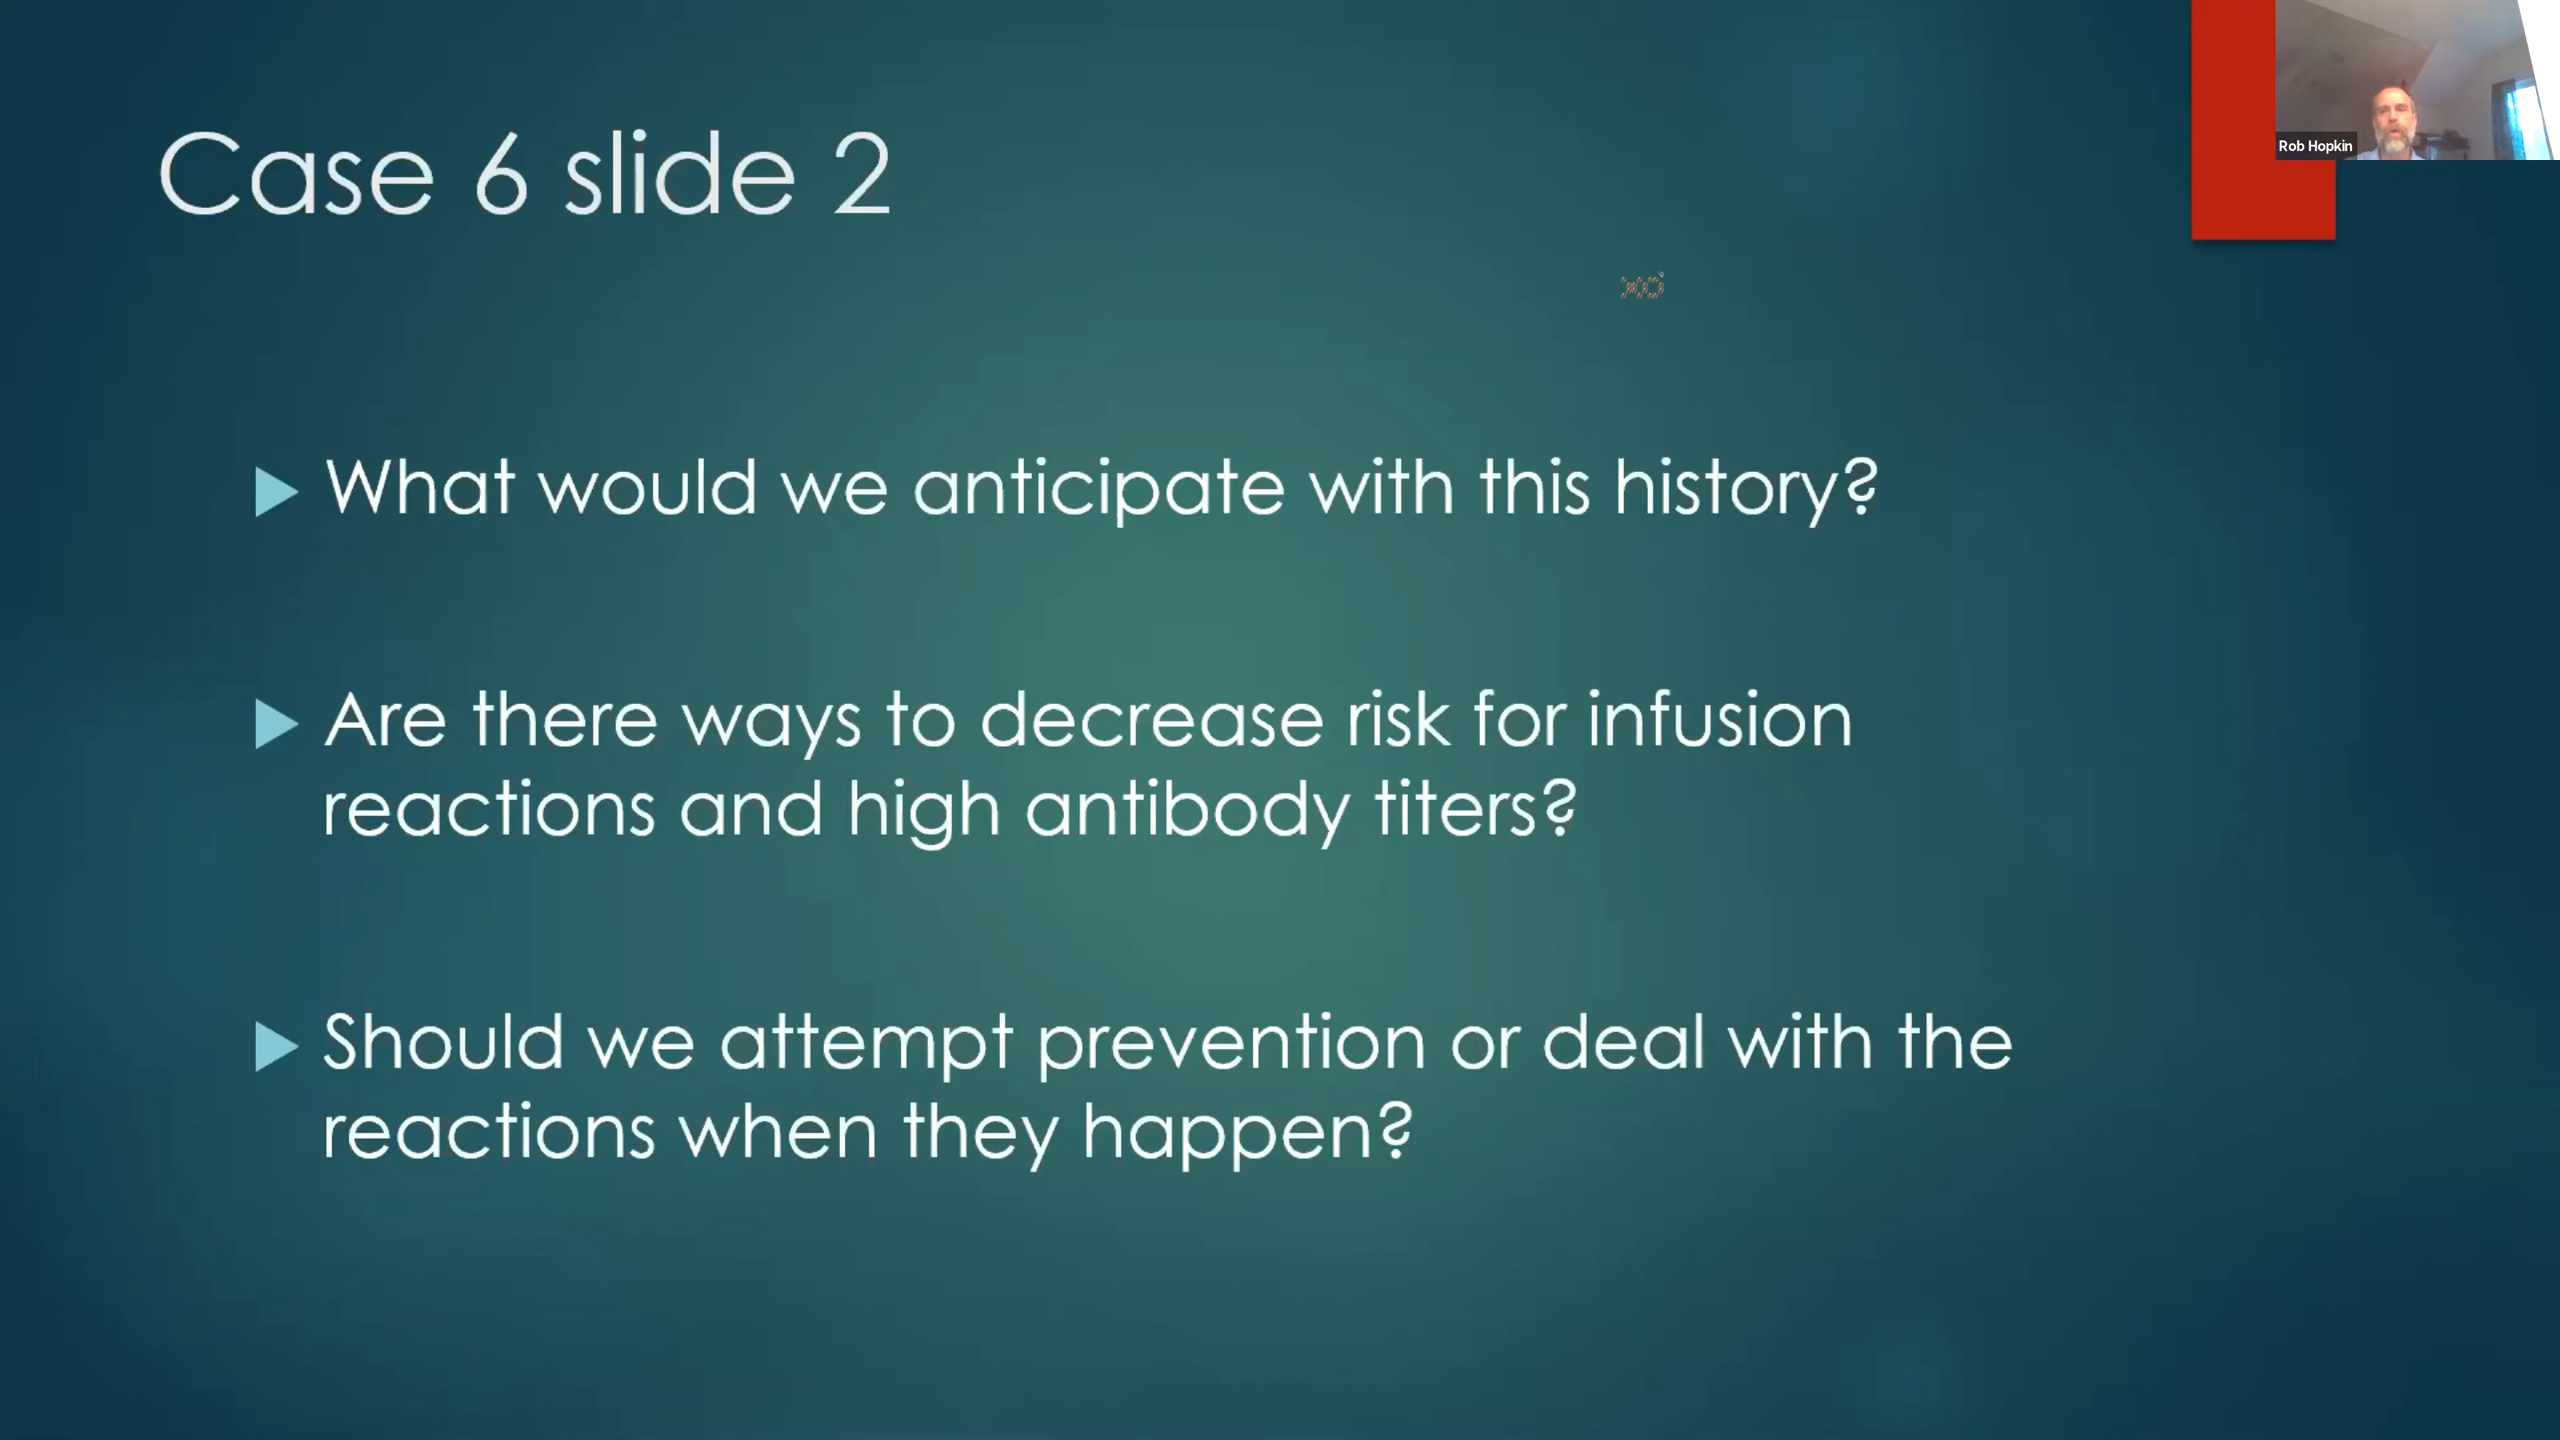 Case 6 slide 2
Rob Hopkin
What would we anticipate with this history?
Are there ways to decrease risk for infusion
reactions and high antibody titers?
Should we attempt prevention or deal with the
reactions when they happen?